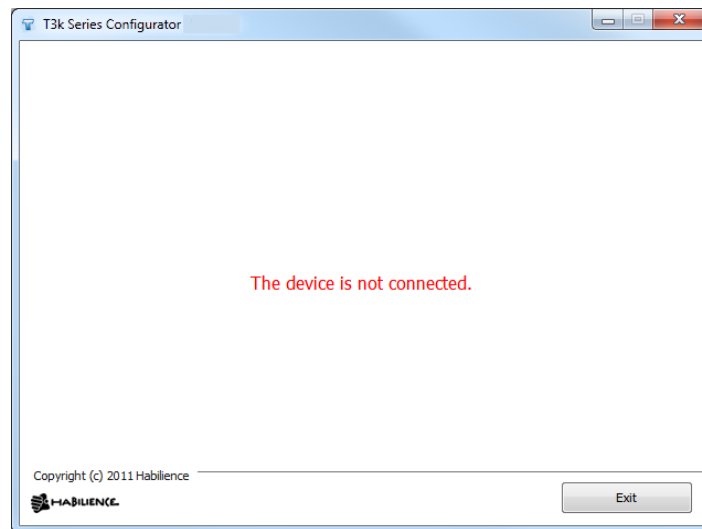 T3k Series Configurator
The device is not connected.
Copyright (c) 2011 Habilience
HABILIENCE
Exit